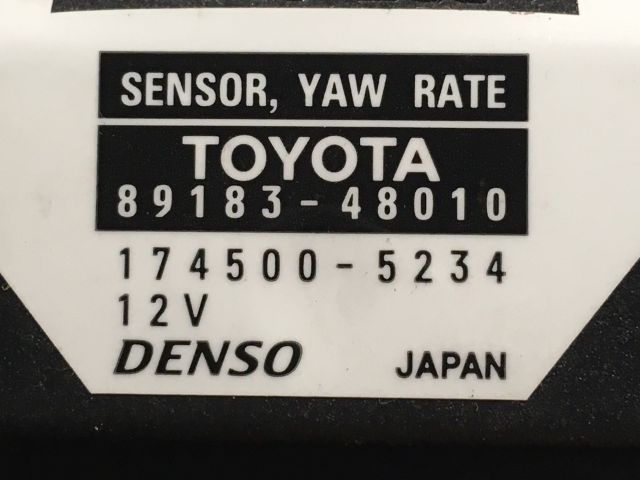 SENSOR, YAW RATE
TOYOTA
89183-48010
174500-5234
12V
DENSO JAPAN